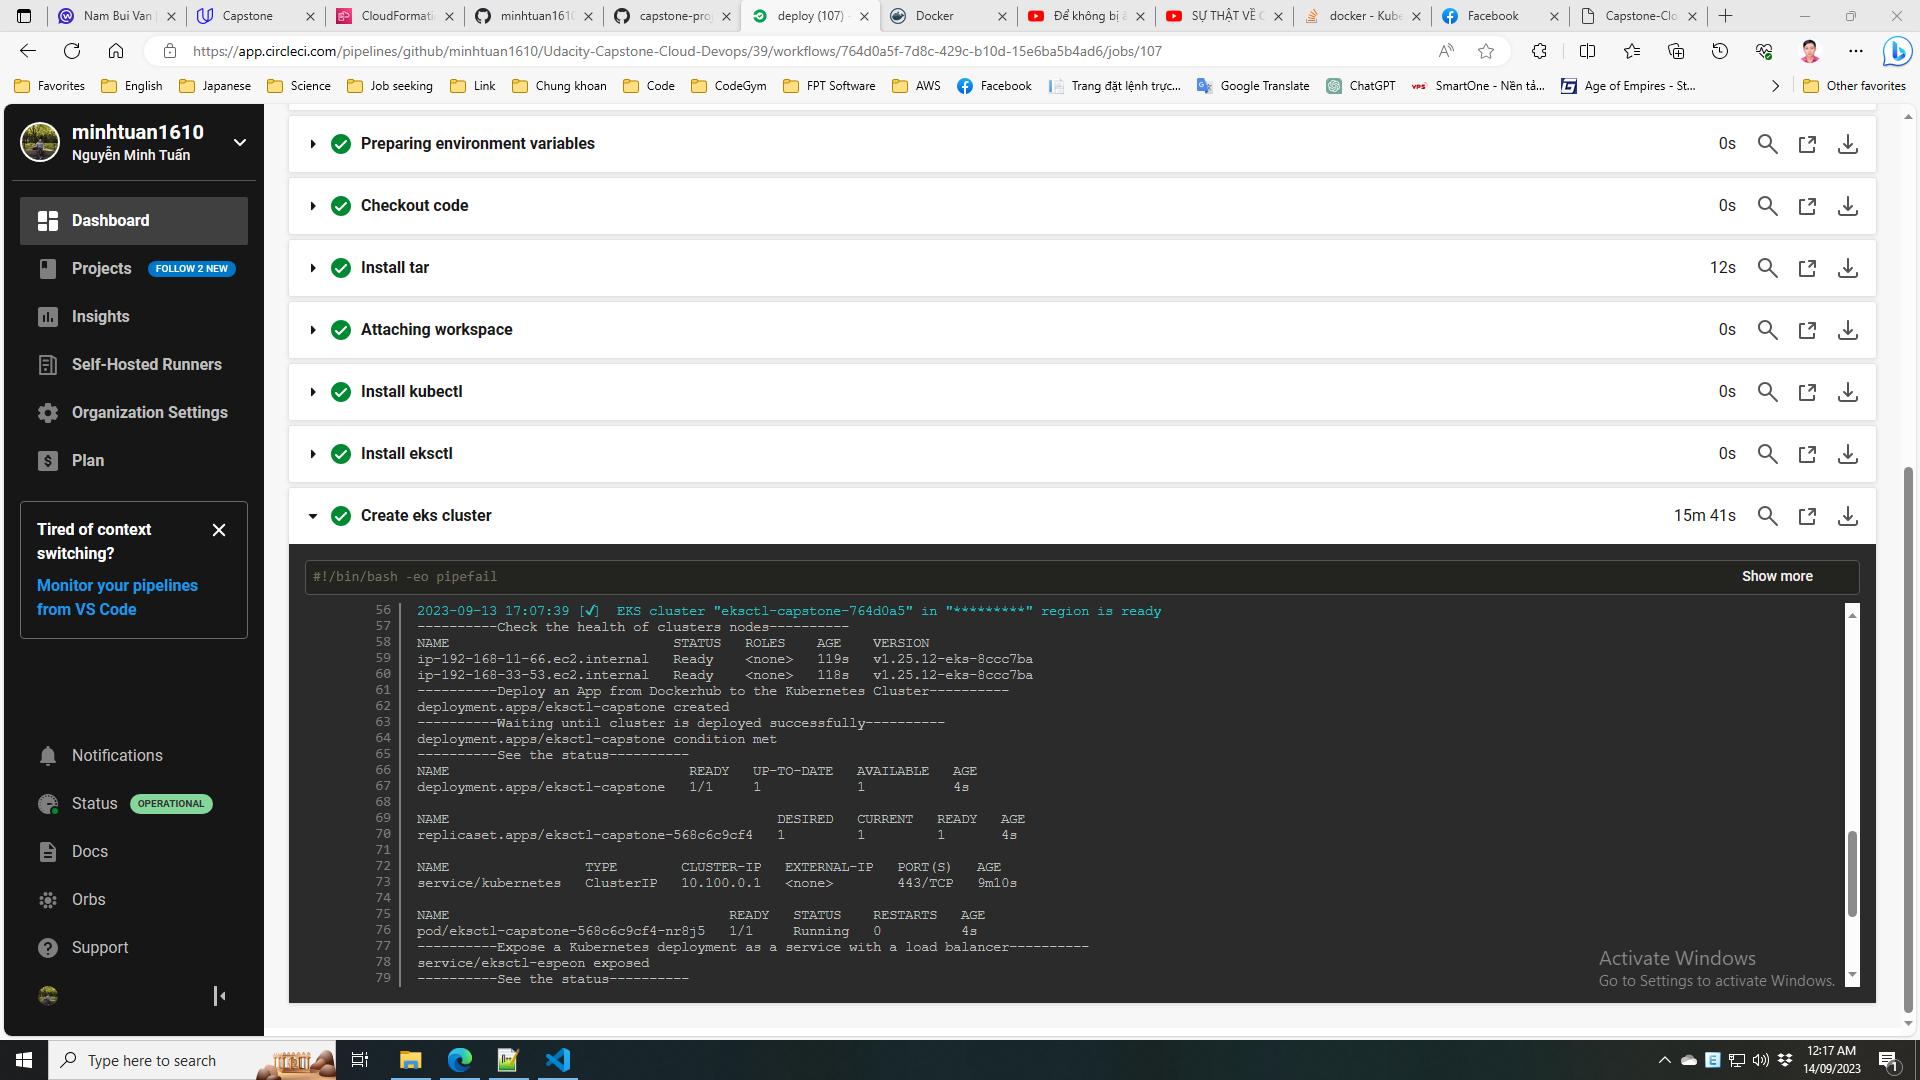 Nam Bui Van
Capstone
CloudFormati
minhtuan1610
capstone-proj
deploy (107) -
Docker
Để không bị
SỰ THẬT VỀ
docker - Kube
Facebook
Capstone-Clo
https://app.circleci.com/pipelines/github/minhtuan1610/Udacity-Capstone-Cloud-Devops/39/workflows/764d0a5f-7d8c-429c-b10d-15e6ba5b4ad6/jobs/107
Favorites
English
Japanese
Science
Job seeking
Link
Chung khoan
Code
CodeGym
FPT Software
AWS
Facebook
Trang đặt lệnh trực...
Google Translate
ChatGPT
VPS
SmartOne - Nền tả...
Age of Empires - St...
Other favorites
minhtuan1610
Nguyễn Minh Tuấn
Dashboard
Projects FOLLOW 2 NEW
Insights
Self-Hosted Runners
Organization Settings
Plan
Tired of context
switching?
Monitor your pipelines
from VS Code
Notifications
Status OPERATIONAL
Docs
Orbs
Support
Preparing environment variables 0s
Checkout code 0s
Install tar 12s
Attaching workspace 0s
Install kubectl 0s
Install eksctl 0s
Create eks cluster 15m 41s
#!/bin/bash -eo pipefail Show more
56 2023-09-13 17:07:39 [✔]  EKS cluster "eksctl-capstone-764d0a5" in "*********" region is ready
57 ----------Check the health of clusters nodes----------
58 NAME STATUS ROLES AGE VERSION
59 ip-192-168-11-66.ec2.internal Ready <none> 119s v1.25.12-eks-8ccc7ba
60 ip-192-168-33-53.ec2.internal Ready <none> 118s v1.25.12-eks-8ccc7ba
61 ----------Deploy an App from Dockerhub to the Kubernetes Cluster----------
62 deployment.apps/eksctl-capstone created
63 ----------Waiting until cluster is deployed successfully----------
64 deployment.apps/eksctl-capstone condition met
65 ----------See the status----------
66 NAME READY UP-TO-DATE AVAILABLE AGE
67 deployment.apps/eksctl-capstone 1/1 1 1 4s
68
69 NAME DESIRED CURRENT READY AGE
70 replicaset.apps/eksctl-capstone-568c6c9cf4 1 1 1 4s
71
72 NAME TYPE CLUSTER-IP EXTERNAL-IP PORT(S) AGE
73 service/kubernetes ClusterIP 10.100.0.1 <none> 443/TCP 9m10s
74
75 NAME READY STATUS RESTARTS AGE
76 pod/eksctl-capstone-568c6c9cf4-nr8j5 1/1 Running 0 4s
77 ----------Expose a Kubernetes deployment as a service with a load balancer----------
78 service/eksctl-espeon exposed
79 ----------See the status----------
Activate Windows
Go to Settings to activate Windows.
Type here to search
12:17 AM
14/09/2023
1